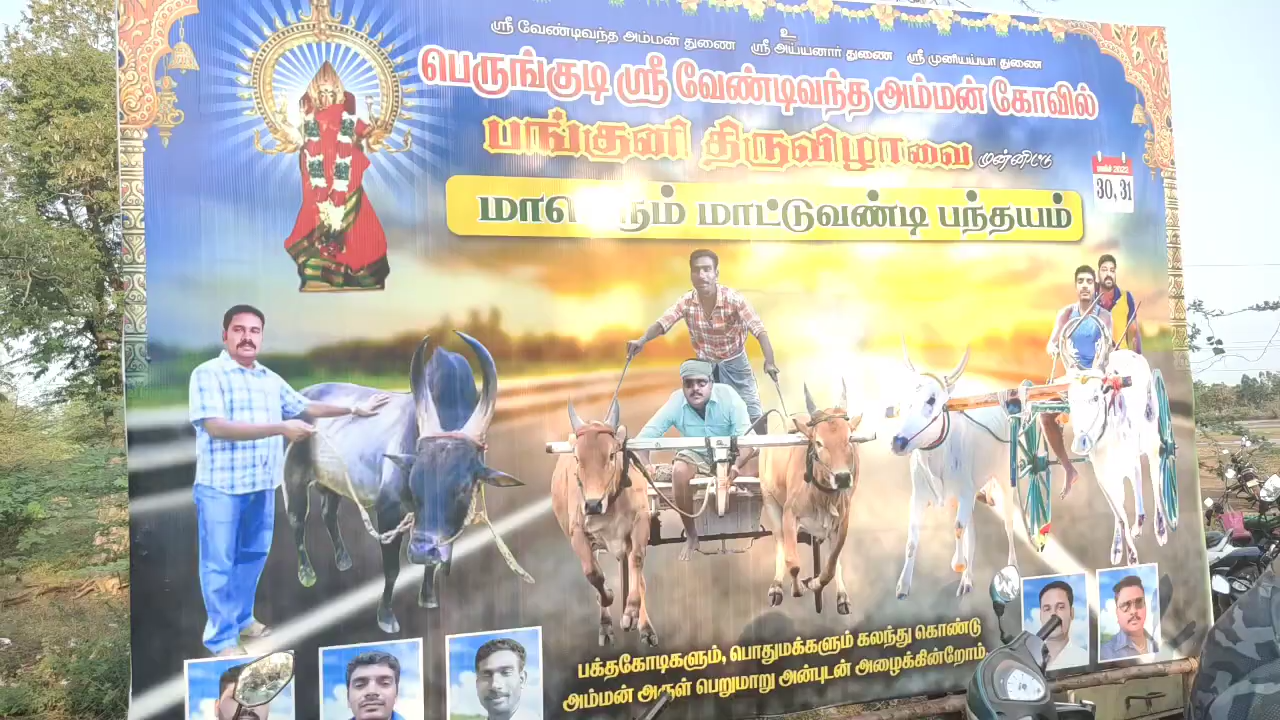 உ
ஸ்ரீ வேண்டிவந்த அம்மன் துணை ஸ்ரீ அய்யனார் துணை ஸ்ரீ முனியய்யா துணை
பெருங்குடி ஸ்ரீ வேண்டிவந்த அம்மன் கோவில்
பங்குனி திருவிழாவை முன்னிட்டு
30, 31
மாட்டுவண்டி பந்தயம்
பக்தகோடிகளும், பொதுமக்களும் கலந்து கொண்டு
அம்மன் அருள் பெறுமாறு அன்புடன் அழைக்கின்றோம்